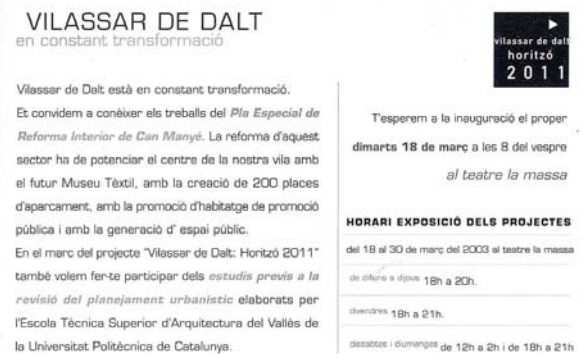 VILASSAR DE DALT
en constant transformació
Vilassar de Dalt està en constant transformació.
Et convidem a conèixer els treballs del Pla Especial de
Reforma Interior de Can Manyé. La reforma d'aquest
sector ha de potenciar el centre de la nostra vila amb
el futur Museu Tèxtil, amb la creació de 200 places
d'aparcament, amb la promoció d'habitatge de promoció
pública i amb la generació d' espai públic.
En el marc del projecte "Vilassar de Dalt: Horitzó 2011"
també volem fer-te participar dels estudis previs a la
revisió del planejament urbanístic elaborats per
l'Escola Tècnica Superior d'Arquitectura del Vallès de
la Universitat Politècnica de Catalunya.
vilassar de dalt
horitzó
2011
T'esperem a la inauguració el proper
dimarts 18 de març a les 8 del vespre
al teatre la massa
HORARI EXPOSICIÓ DELS PROJECTES
del 18 al 30 de març del 2003 al teatre la massa
de dilluns a dijous 18h a 20h.
divendres 18h a 21h.
dissabtes i diumenges de 12h a 2h i de 18h a 21h